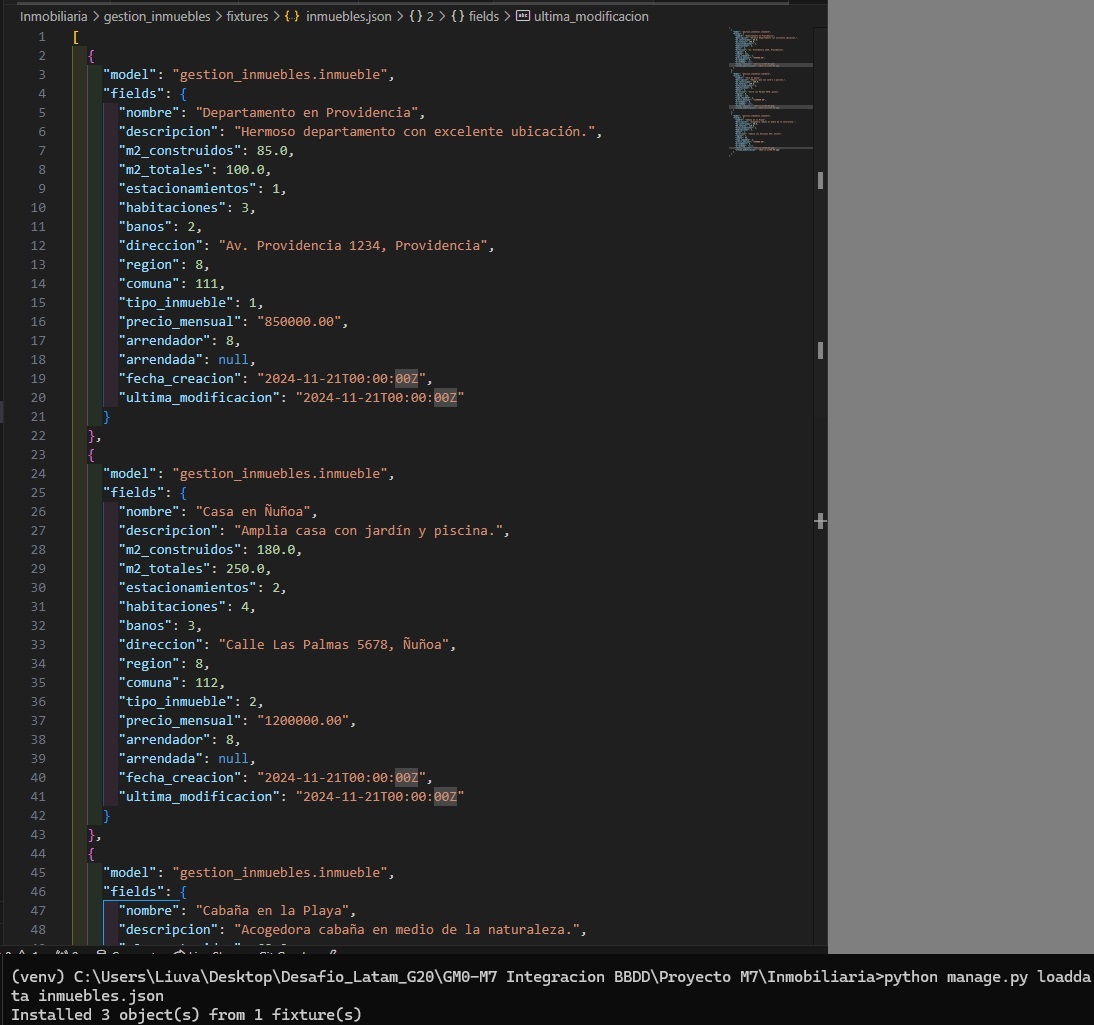 Inmobiliaria > gestion_inmuebles > fixtures > {..} inmuebles.json > {} 2 > {} fields > abc ultima_modificacion
1 [
2 {
3 "model": "gestion_inmuebles.inmueble",
4 "fields": {
5 "nombre": "Departamento en Providencia",
6 "descripcion": "Hermoso departamento con excelente ubicación.",
7 "m2_construidos": 85.0,
8 "m2_totales": 100.0,
9 "estacionamientos": 1,
10 "habitaciones": 3,
11 "banos": 2,
12 "direccion": "Av. Providencia 1234, Providencia",
13 "region": 8,
14 "comuna": 111,
15 "tipo_inmueble": 1,
16 "precio_mensual": "850000.00",
17 "arrendador": 8,
18 "arrendada": null,
19 "fecha_creacion": "2024-11-21T00:00:00Z",
20 "ultima_modificacion": "2024-11-21T00:00:00Z"
21 }
22 },
23 {
24 "model": "gestion_inmuebles.inmueble",
25 "fields": {
26 "nombre": "Casa en Ñuñoa",
27 "descripcion": "Amplia casa con jardín y piscina.",
28 "m2_construidos": 180.0,
29 "m2_totales": 250.0,
30 "estacionamientos": 2,
31 "habitaciones": 4,
32 "banos": 3,
33 "direccion": "Calle Las Palmas 5678, Ñuñoa",
34 "region": 8,
35 "comuna": 112,
36 "tipo_inmueble": 2,
37 "precio_mensual": "1200000.00",
38 "arrendador": 8,
39 "arrendada": null,
40 "fecha_creacion": "2024-11-21T00:00:00Z",
41 "ultima_modificacion": "2024-11-21T00:00:00Z"
42 }
43 },
44 {
45 "model": "gestion_inmuebles.inmueble",
46 "fields": {
47 "nombre": "Cabaña en la Playa",
48 "descripcion": "Acogedora cabaña en medio de la naturaleza.",
(venv) C:\Users\Liuva\Desktop\Desafio_Latam_G20\GM0-M7 Integracion BBDD\Proyecto M7\Inmobiliaria>python manage.py loadda
ta inmuebles.json
Installed 3 object(s) from 1 fixture(s)